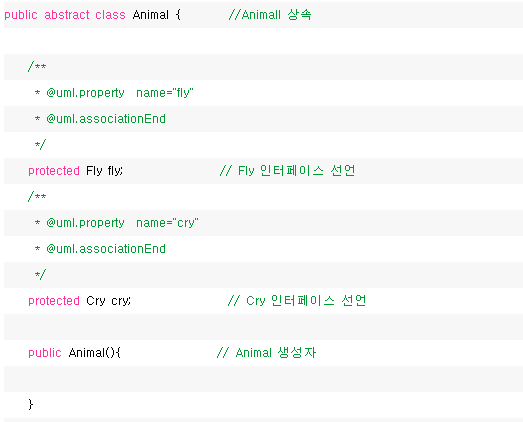 public abstract class Animal {        //Animall 상속
/**
 * @uml.property  name="fly"
 * @uml.associationEnd
 */
protected Fly fly;                // Fly 인터페이스 선언
/**
 * @uml.property  name="cry"
 * @uml.associationEnd
 */
protected Cry cry;                // Cry 인터페이스 선언
public Animal(){                // Animal 생성자
}